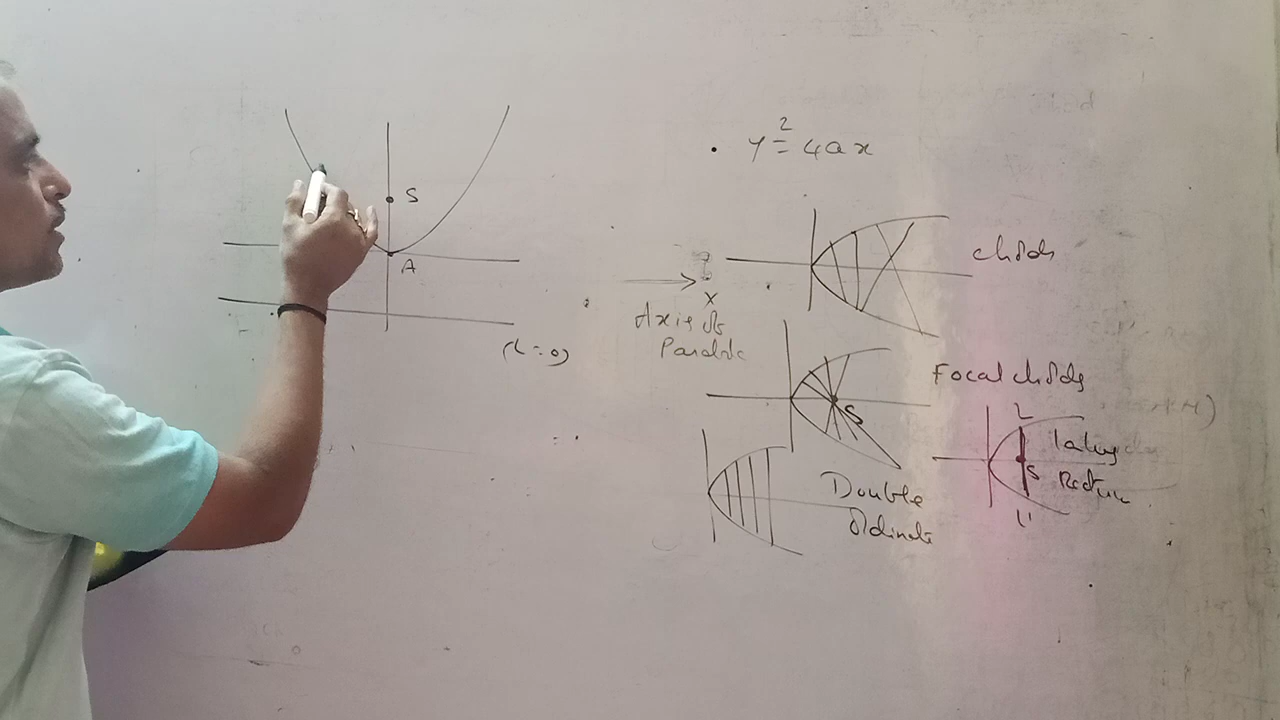 S
A
(L=0)
. y² = 4ax
chords
x
Axis of
Parabola
Focal chords
S
L
Latus
S
Rectum
L'
Double
Ordinate